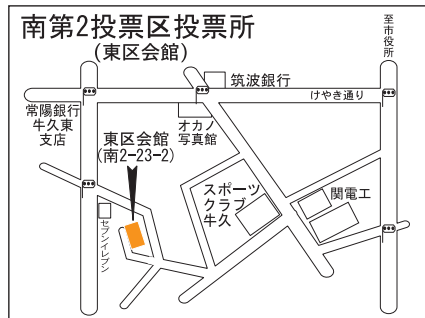 南第2投票区投票所
(東区会館)
至市役所
筑波銀行
けやき通り
常陽銀行
牛久東
支店
オカノ
写真館
東区会館
(南2-23-2)
スポーツ
クラブ
牛久
関電工
セブンイレブン